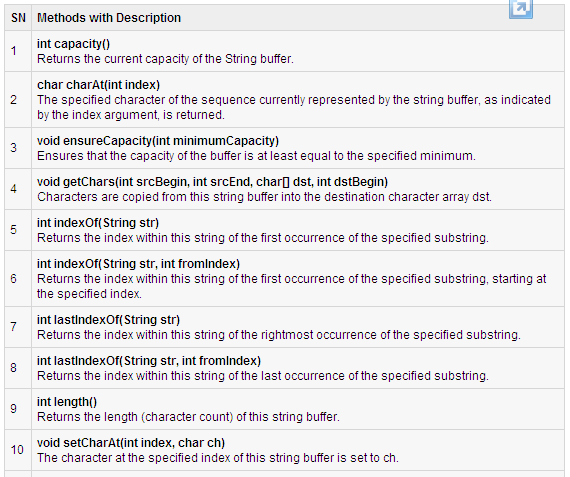 SN Methods with Description
1 int capacity()
Returns the current capacity of the String buffer.
2 char charAt(int index)
The specified character of the sequence currently represented by the string buffer, as indicated
by the index argument, is returned.
3 void ensureCapacity(int minimumCapacity)
Ensures that the capacity of the buffer is at least equal to the specified minimum.
4 void getChars(int srcBegin, int srcEnd, char[] dst, int dstBegin)
Characters are copied from this string buffer into the destination character array dst.
5 int indexOf(String str)
Returns the index within this string of the first occurrence of the specified substring.
6 int indexOf(String str, int fromIndex)
Returns the index within this string of the first occurrence of the specified substring, starting at
the specified index.
7 int lastIndexOf(String str)
Returns the index within this string of the rightmost occurrence of the specified substring.
8 int lastIndexOf(String str, int fromIndex)
Returns the index within this string of the last occurrence of the specified substring.
9 int length()
Returns the length (character count) of this string buffer.
10 void setCharAt(int index, char ch)
The character at the specified index of this string buffer is set to ch.